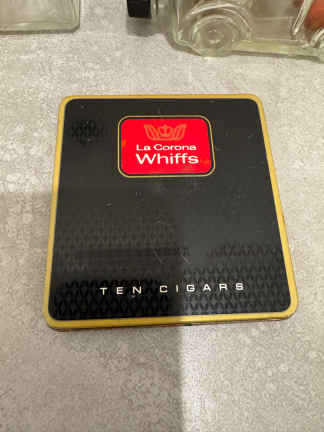 La Corona
Whiffs
TEN CIGARS